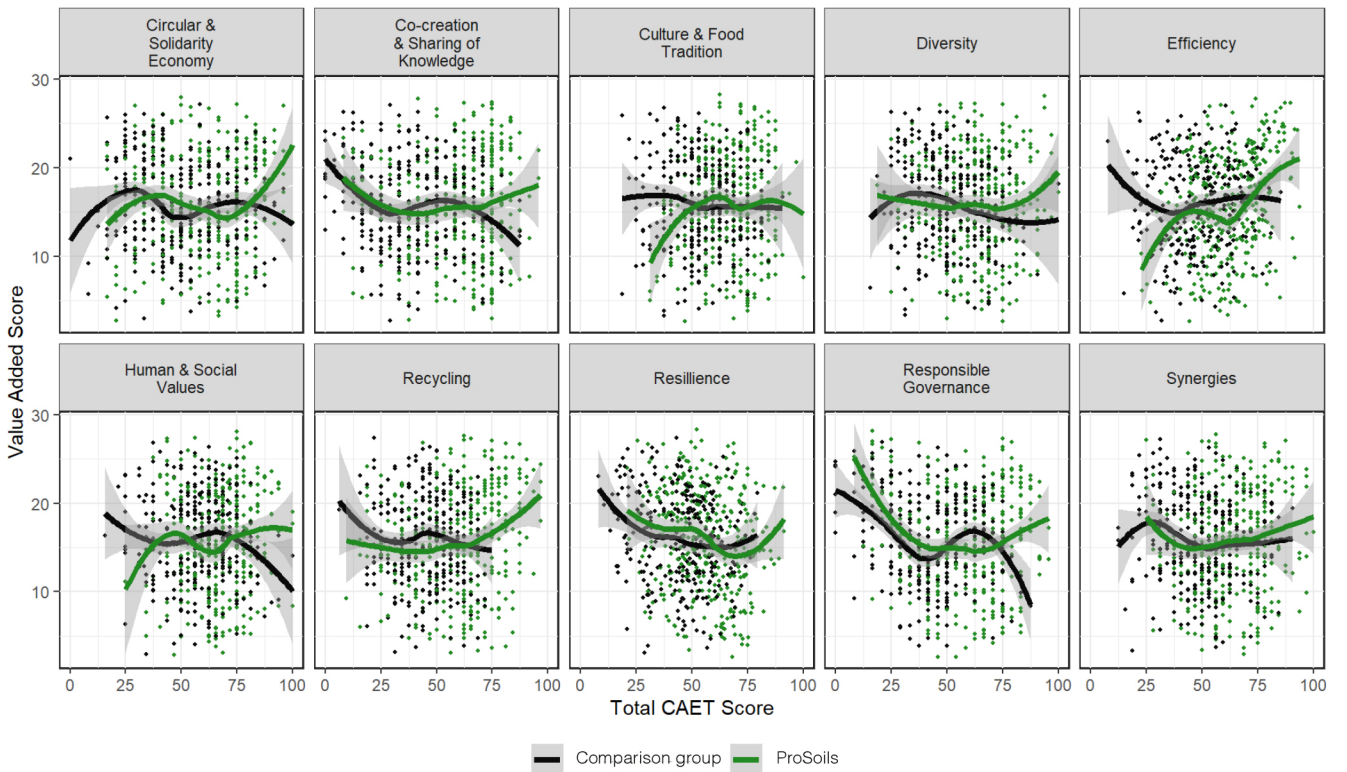 Circular &
Solidarity
Economy
Co-creation
& Sharing of
Knowledge
Culture & Food
Tradition
Diversity
Efficiency
30
20
10
Human & Social
Values
Recycling
Resillience
Responsible
Governance
Synergies
30
20
10
Value Added Score
0 25 50 75 100
0 25 50 75 100
0 25 50 75 100
0 25 50 75 100
0 25 50 75 100
Total CAET Score
Comparison group
ProSoils